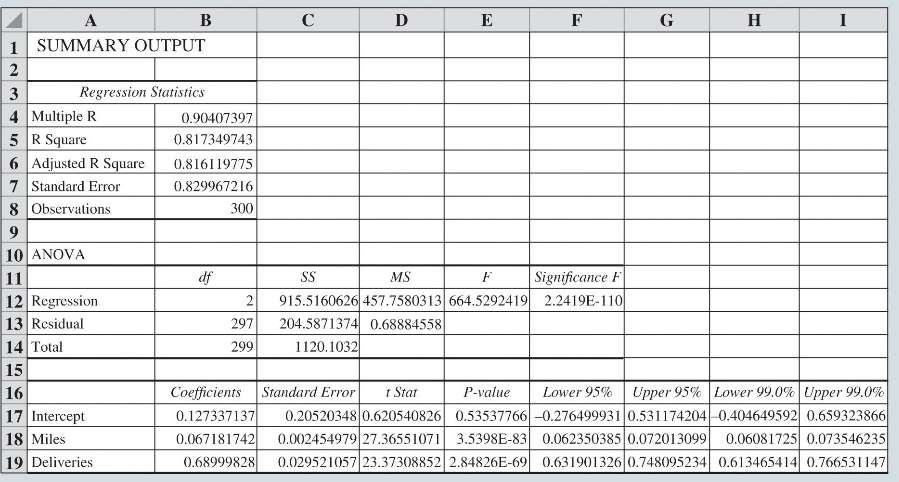 A B C D E F G H I
1 SUMMARY OUTPUT
2
3 Regression Statistics
4 Multiple R 0.90407397
5 R Square 0.817349743
6 Adjusted R Square 0.816119775
7 Standard Error 0.829967216
8 Observations 300
9
10 ANOVA
11 df SS MS F Significance F
12 Regression 2 915.5160626 457.7580313 664.5292419 2.2419E-110
13 Residual 297 204.5871374 0.68884558
14 Total 299 1120.1032
15
16 Coefficients Standard Error t Stat P-value Lower 95% Upper 95% Lower 99.0% Upper 99.0%
17 Intercept 0.127337137 0.20520348 0.620540826 0.53537766 –0.276499931 0.531174204 –0.404649592 0.659323866
18 Miles 0.067181742 0.002454979 27.36551071 3.5398E-83 0.062350385 0.072013099 0.06081725 0.073546235
19 Deliveries 0.68999828 0.029521057 23.37308852 2.84826E-69 0.631901326 0.748095234 0.613465414 0.766531147